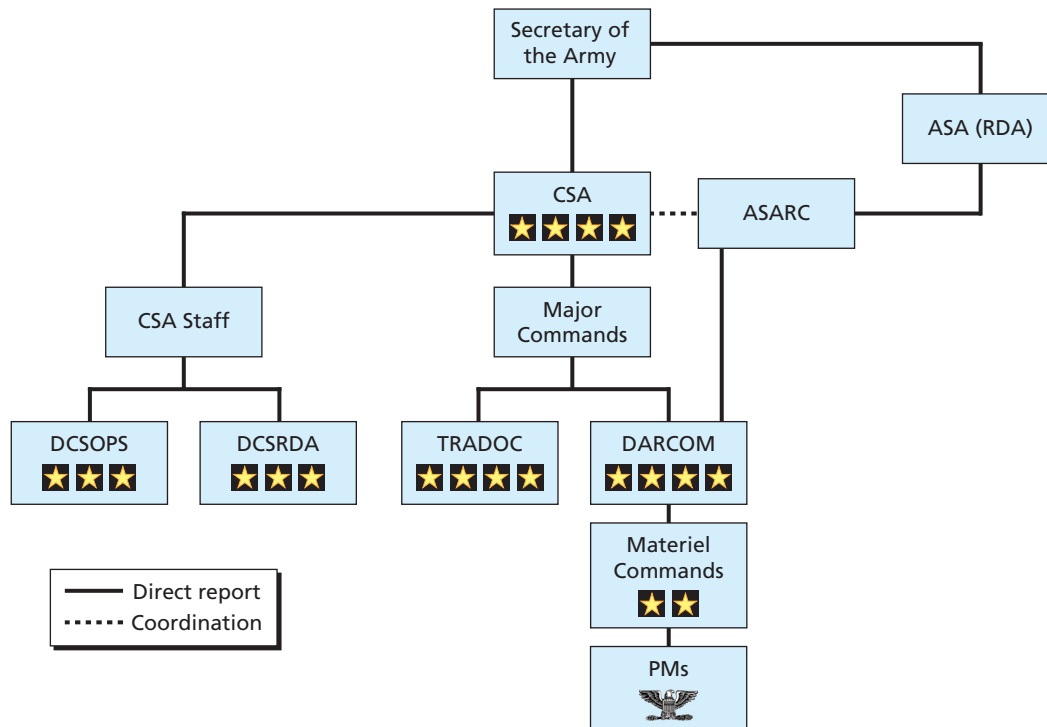 Secretary of
the Army
ASA (RDA)
CSA
ASARC
CSA Staff
Major
Commands
DCSOPS
DCSRDA
TRADOC
DARCOM
Materiel
Commands
PMs
Direct report
Coordination